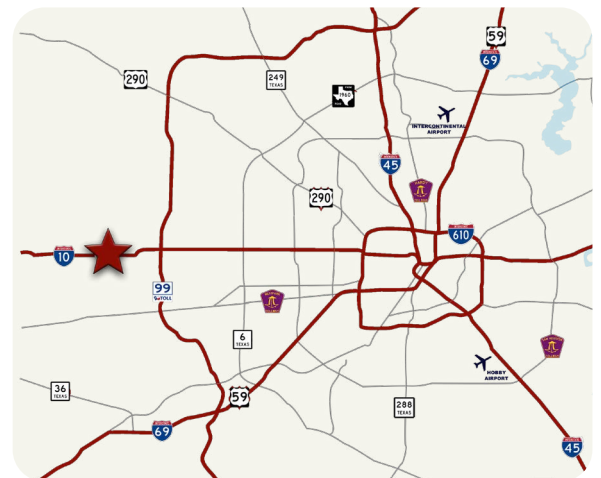 59
69
290
249
TEXAS
1960
INTERCONTINENTAL
AIRPORT
45
290
610
10
99
TOLL
6
TEXAS
HOBBY
AIRPORT
36
TEXAS
59
288
TEXAS
69
45